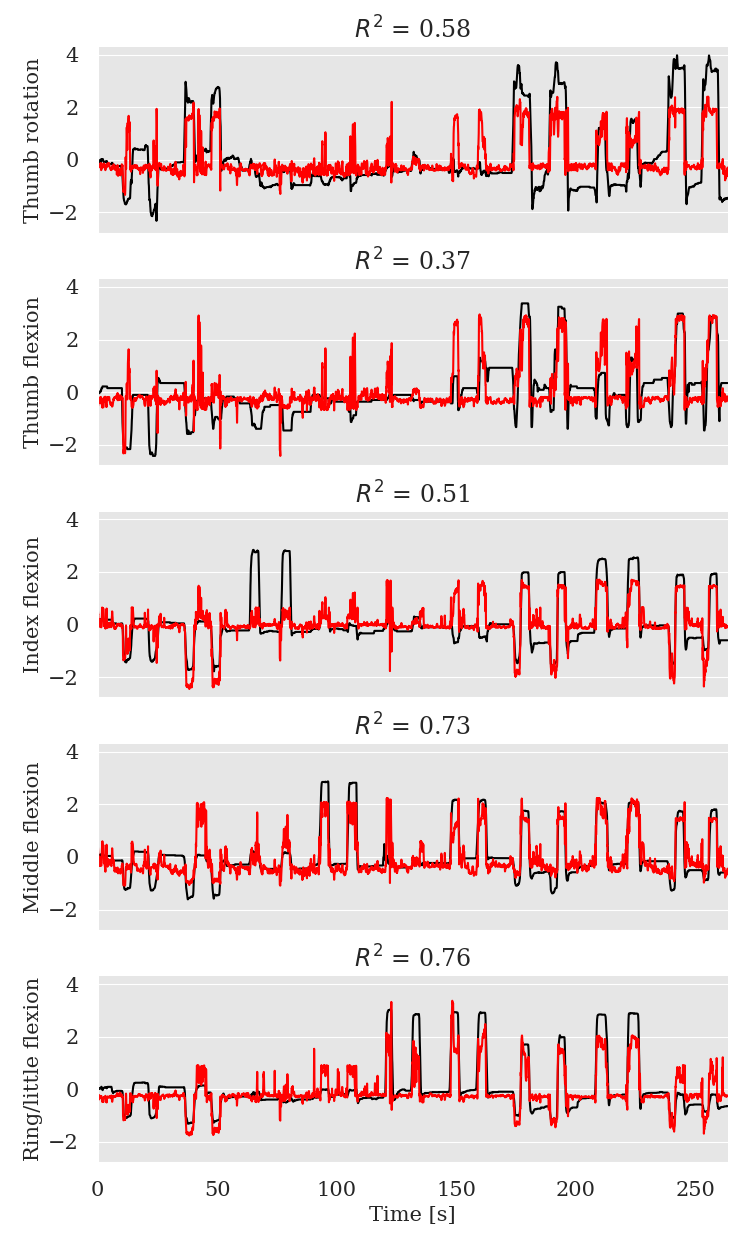 R² = 0.58
Thumb rotation
4
2
0
−2
R² = 0.37
Thumb flexion
4
2
0
−2
R² = 0.51
Index flexion
4
2
0
−2
R² = 0.73
Middle flexion
4
2
0
−2
R² = 0.76
Ring/little flexion
4
2
0
−2
0 50 100 150 200 250
Time [s]